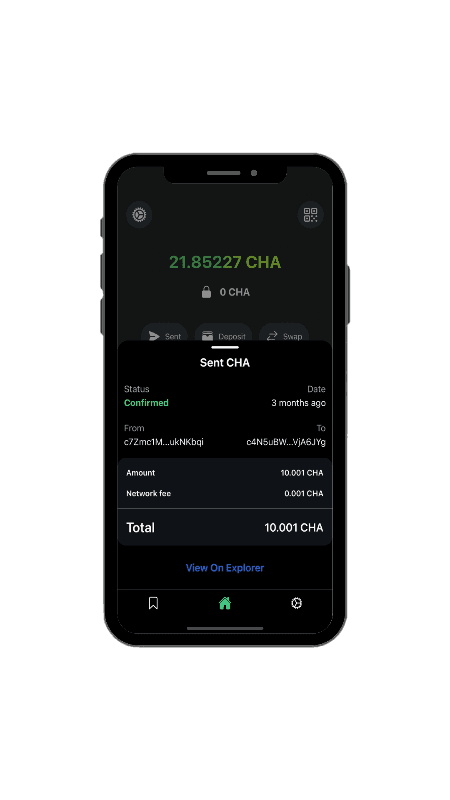 21.85227 CHA
0 CHA
Sent Deposit Swap
Sent CHA
Status Date
Confirmed 3 months ago
From To
c7Zmc1M...ukNKbqi c4N5uBW...VjA6JYg
Amount 10.001 CHA
Network fee 0.001 CHA
Total 10.001 CHA
View On Explorer